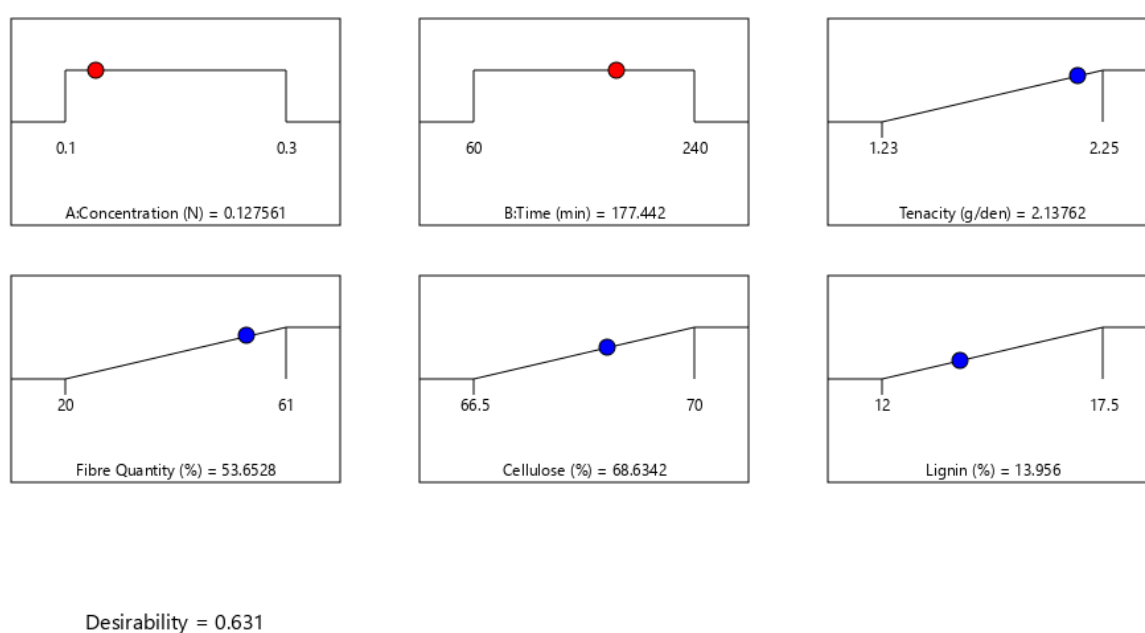 0.1 0.3
A:Concentration (N) = 0.127561
60 240
B:Time (min) = 177.442
1.23 2.25
Tenacity (g/den) = 2.13762
20 61
Fibre Quantity (%) = 53.6528
66.5 70
Cellulose (%) = 68.6342
12 17.5
Lignin (%) = 13.956
Desirability = 0.631